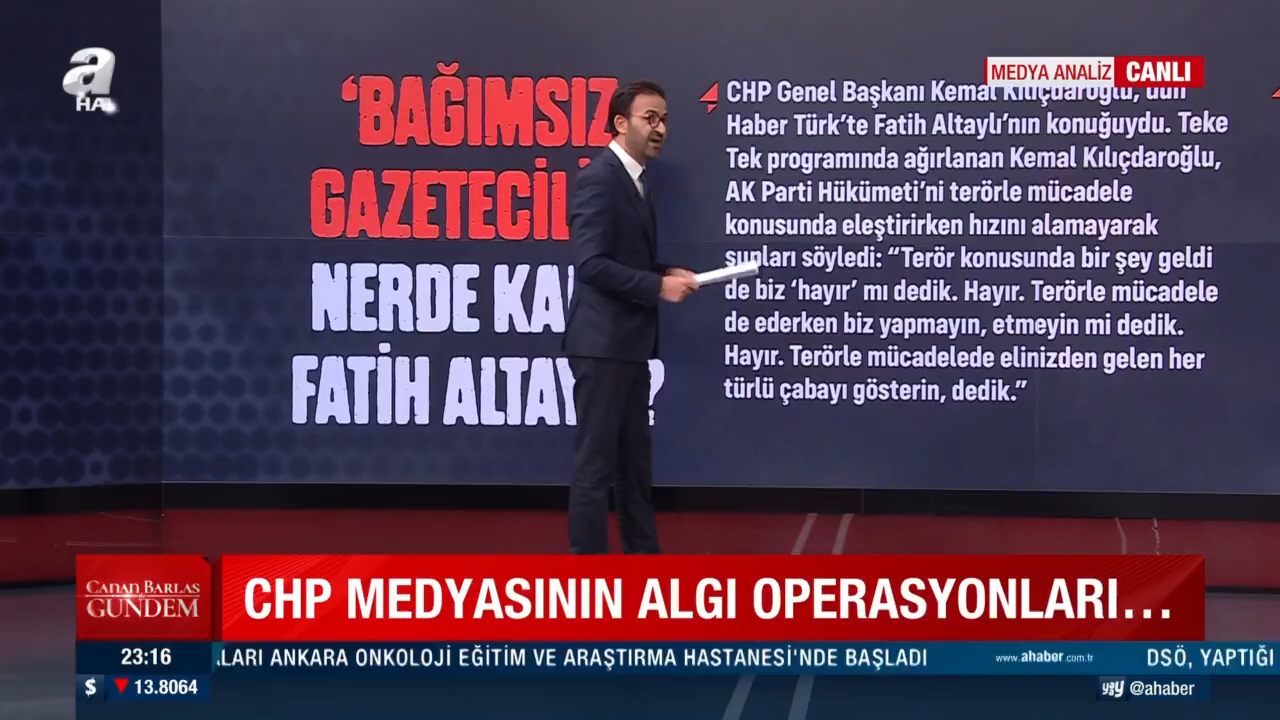 a
HA
MEDYA ANALİZ CANLI
‘BAĞIMSIZ
NERDE
FATİH
CHP Genel Başkanı Kemal Kılıçdaroğlu, dün
Haber Türk’te Fatih Altaylı’nın konuğuydu. Teke
Tek programında ağırlanan Kemal Kılıçdaroğlu,
AK Parti Hükümeti’ni terörle mücadele
konusunda eleştirirken hızını alamayarak
şunları söyledi: “Terör konusunda bir şey geldi
de biz ‘hayır’ mı dedik. Hayır. Terörle mücadele
de ederken biz yapmayın, etmeyin mi dedik.
Hayır. Terörle mücadelede elinizden gelen her
türlü çabayı gösterin, dedik.”
CANAN BARLAS
GÜNDEM
CHP MEDYASININ ALGI OPERASYONLARI...
23:16
LARI ANKARA ONKOLOJİ EĞİTİM VE ARAŞTIRMA HASTANESİ'NDE BAŞLADI www.ahaber.com.tr DSÖ, YAPTIĞI
$ 13.8064
@ahaber